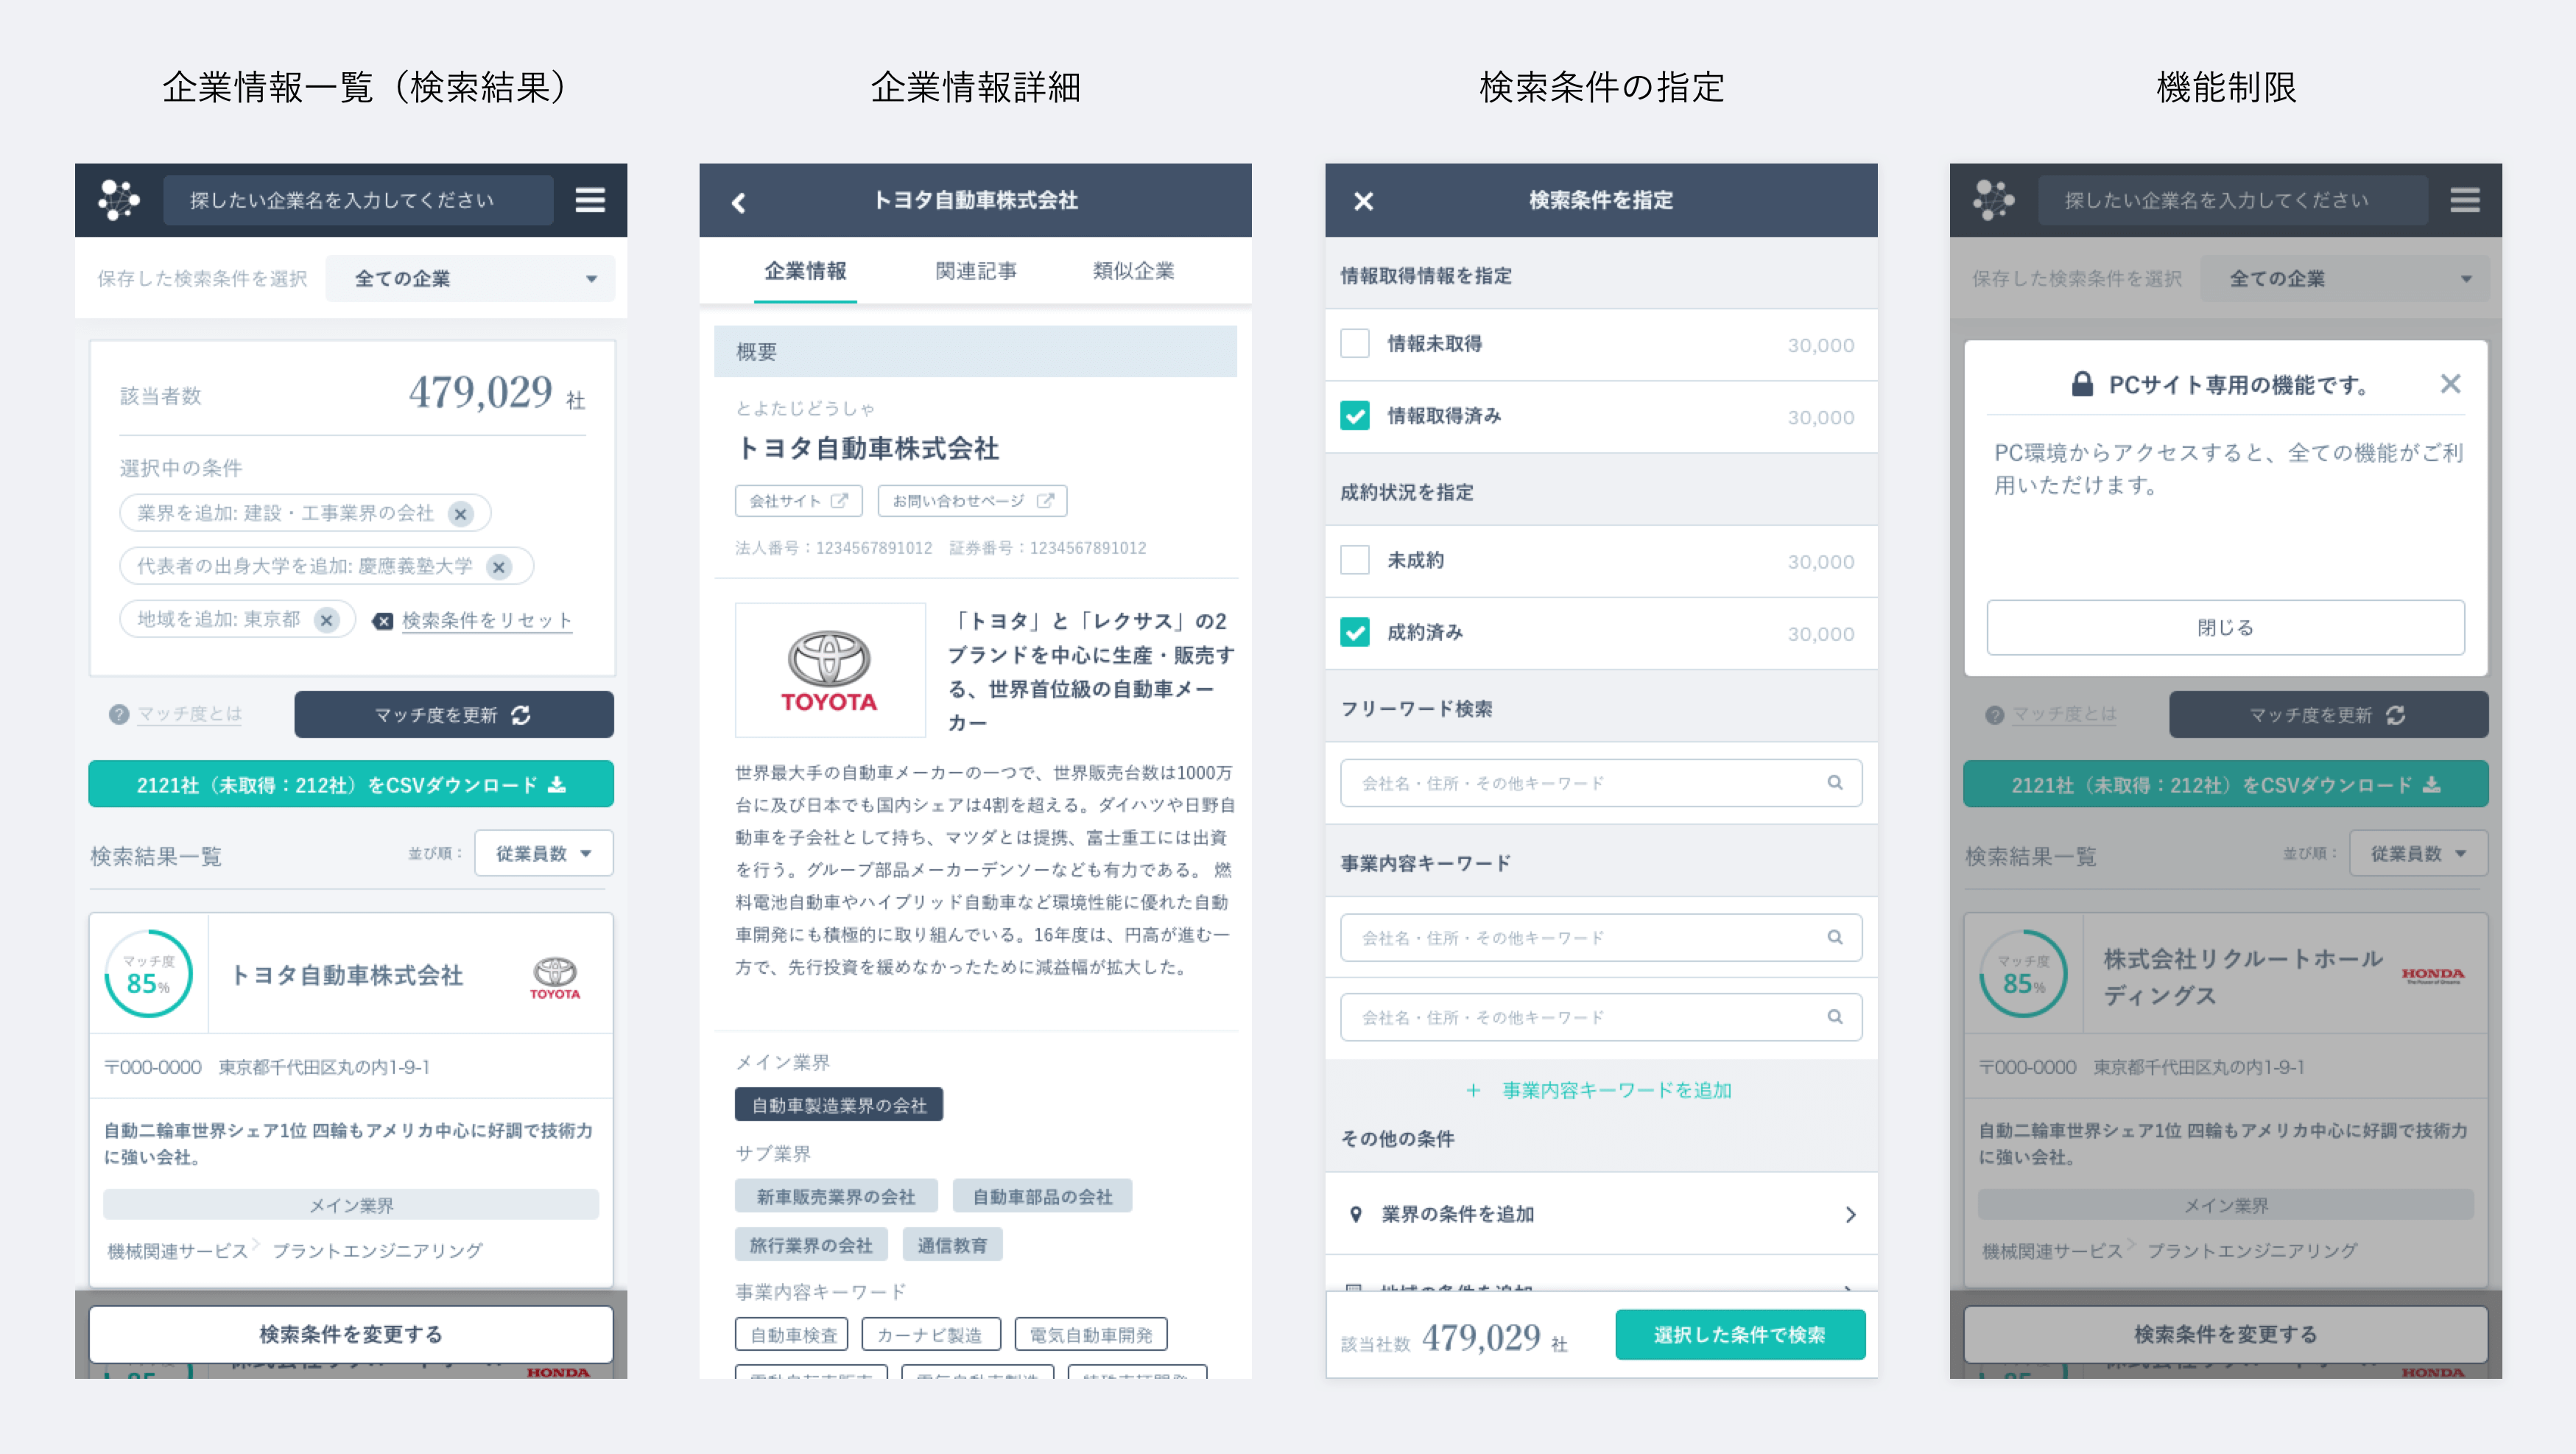 企業情報一覧（検索結果）
探したい企業名を入力してください
保存した検索条件を選択 全ての企業
該当者数 479,029 社
選択中の条件
業界を追加: 建設・工事業界の会社
代表者の出身大学を追加: 慶應義塾大学
地域を追加: 東京都 検索条件をリセット
? マッチ度とは マッチ度を更新
2121社（未取得：212社）をCSVダウンロード
検索結果一覧 並び順： 従業員数
マッチ度
85%
トヨタ自動車株式会社
TOYOTA
〒000-0000 東京都千代田区丸の内1-9-1
自動二輪車世界シェア1位 四輪もアメリカ中心に好調で技術力
に強い会社。
メイン業界
機械関連サービス プラントエンジニアリング
検索条件を変更する
HONDA
企業情報詳細
トヨタ自動車株式会社
企業情報 関連記事 類似企業
概要
とよたじどうしゃ
トヨタ自動車株式会社
会社サイト お問い合わせページ
法人番号：1234567891012 証券番号：1234567891012
TOYOTA
「トヨタ」と「レクサス」の2
ブランドを中心に生産・販売す
る、世界首位級の自動車メー
カー
世界最大手の自動車メーカーの一つで、世界販売台数は1000万
台に及び日本でも国内シェアは4割を超える。ダイハツや日野自
動車を子会社として持ち、マツダとは提携、富士重工には出資
を行う。グループ部品メーカーデンソーなども有力である。 燃
料電池自動車やハイブリッド自動車など環境性能に優れた自動
車開発にも積極的に取り組んでいる。16年度は、円高が進む一
方で、先行投資を緩めなかったために減益幅が拡大した。
メイン業界
自動車製造業界の会社
サブ業界
新車販売業界の会社 自動車部品の会社
旅行業界の会社 通信教育
事業内容キーワード
自動車検査 カーナビ製造 電気自動車開発
検索条件の指定
検索条件を指定
情報取得情報を指定
情報未取得 30,000
情報取得済み 30,000
成約状況を指定
未成約 30,000
成約済み 30,000
フリーワード検索
会社名・住所・その他キーワード
事業内容キーワード
会社名・住所・その他キーワード
会社名・住所・その他キーワード
+ 事業内容キーワードを追加
その他の条件
業界の条件を追加
地域の条件を追加
該当社数 479,029 社 選択した条件で検索
機能制限
探したい企業名を入力してください
保存した検索条件を選択 全ての企業
PCサイト専用の機能です。
PC環境からアクセスすると、全ての機能がご利
用いただけます。
閉じる
? マッチ度とは マッチ度を更新
2121社（未取得：212社）をCSVダウンロード
検索結果一覧 並び順： 従業員数
マッチ度
85%
株式会社リクルートホール
ディングス
HONDA
The Power of Dreams
〒000-0000 東京都千代田区丸の内1-9-1
自動二輪車世界シェア1位 四輪もアメリカ中心に好調で技術力
に強い会社。
メイン業界
機械関連サービス プラントエンジニアリング
検索条件を変更する
HONDA